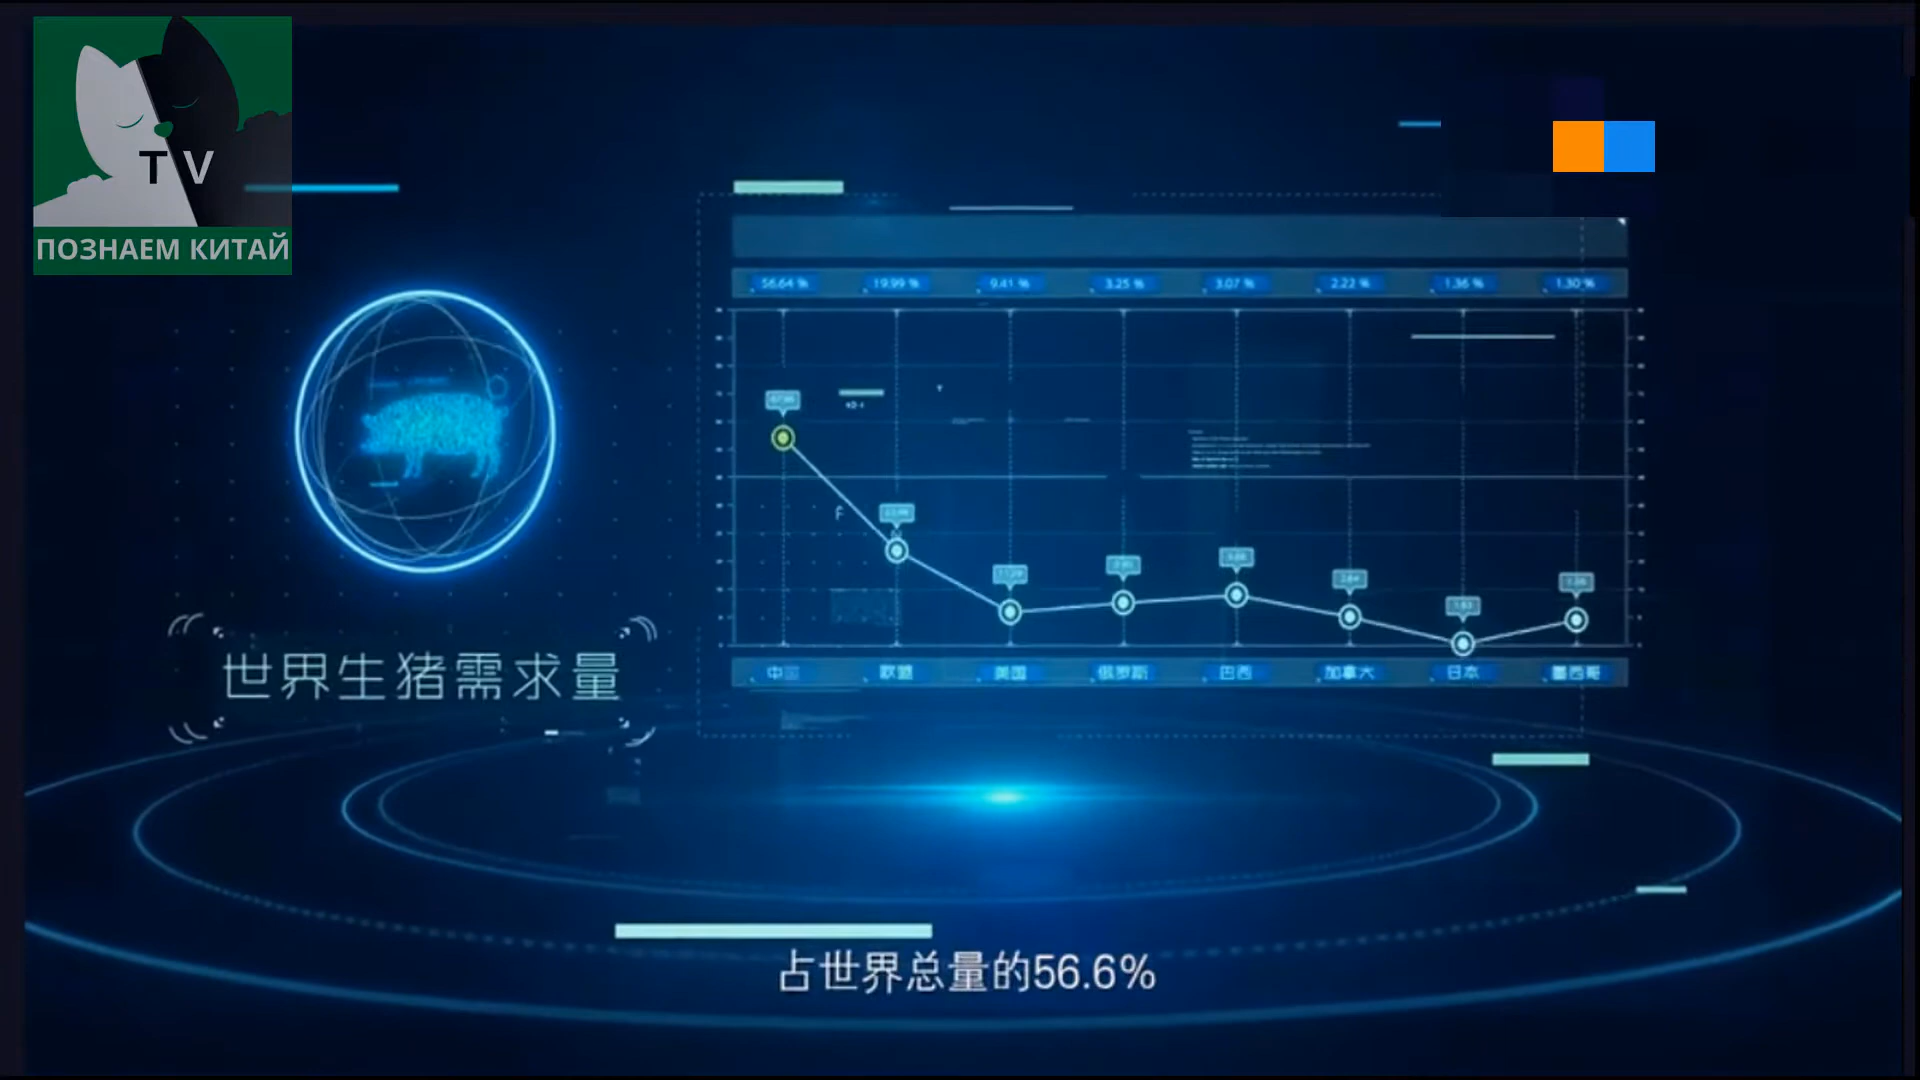 T V
ПОЗНАЕМ КИТАЙ
56.64 % 19.99 % 9.41 % 3.25 % 3.07 % 2.22 % 1.36 % 1.30 %
世界生猪需求量
中国 欧盟 美国 俄罗斯 巴西 加拿大 日本 墨西哥
占世界总量的56.6%